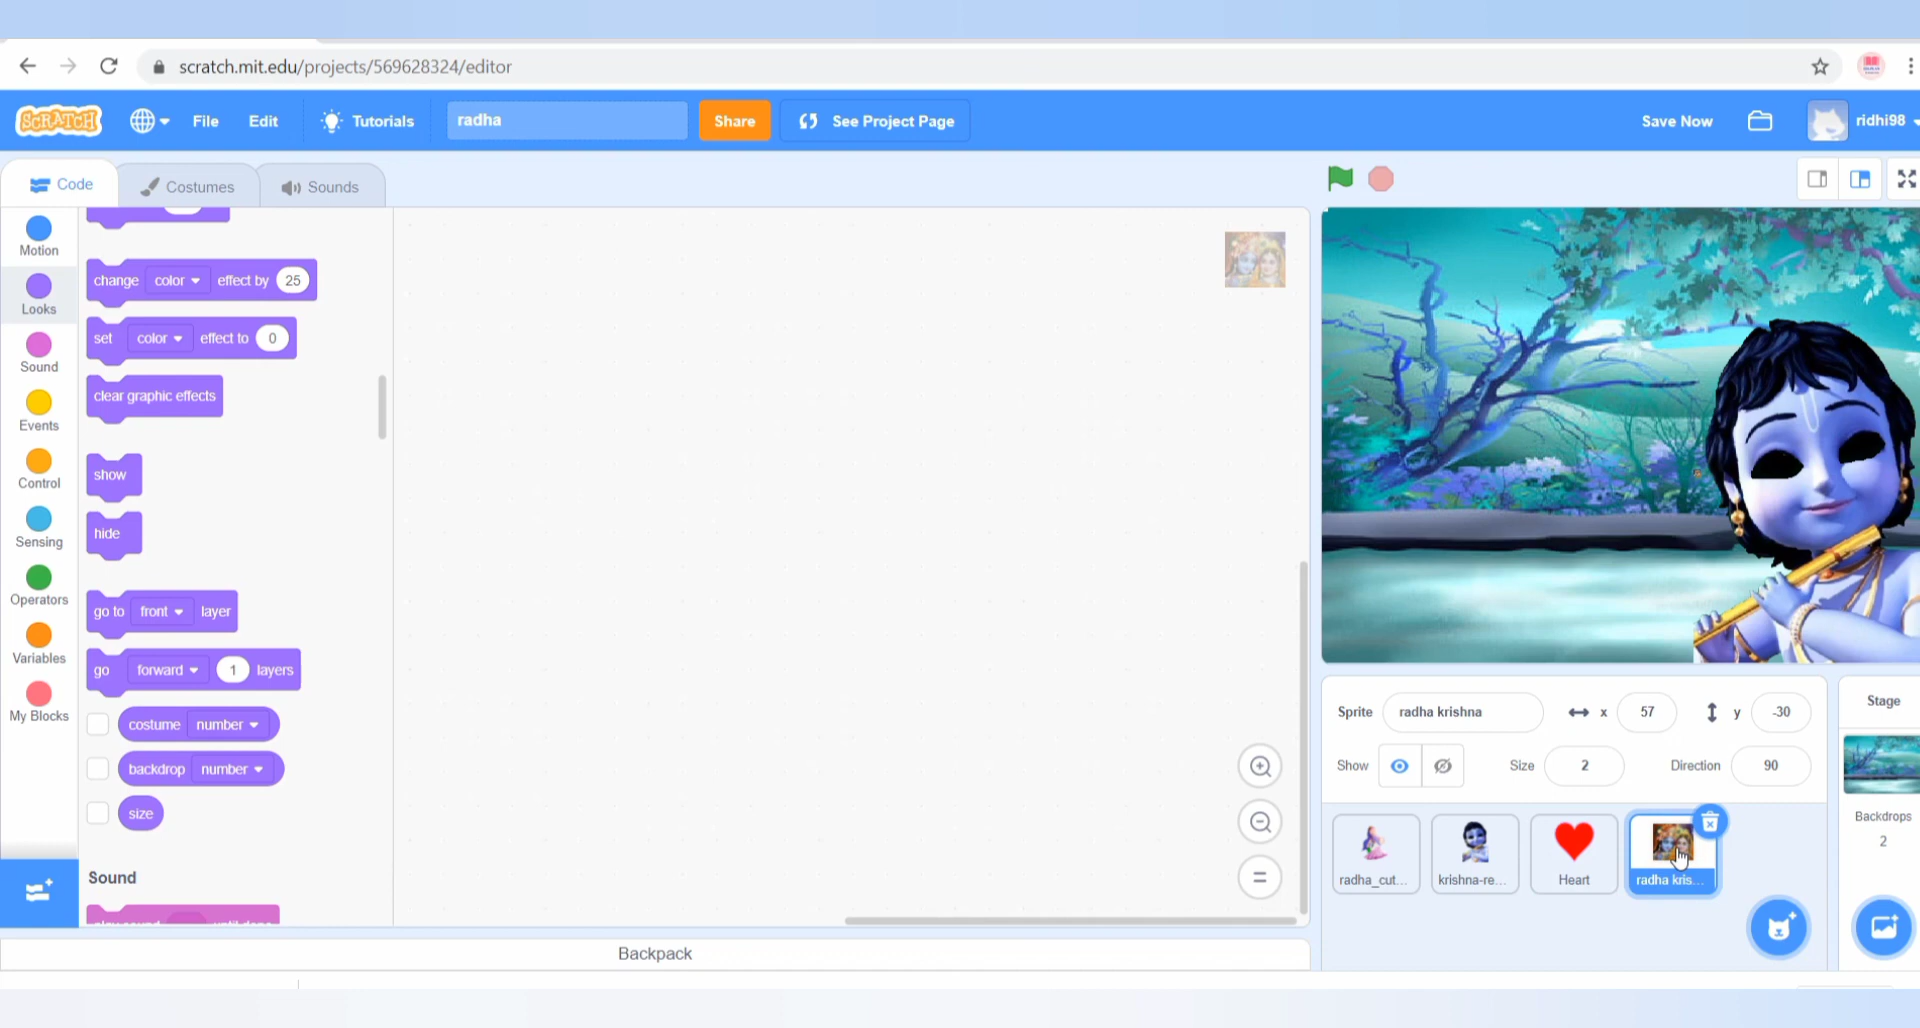 scratch.mit.edu/projects/569628324/editor
SCRATCH File Edit Tutorials radha Share See Project Page Save Now ridhi98
Code Costumes Sounds
Motion
Looks
Sound
Events
Control
Sensing
Operators
Variables
My Blocks
change color effect by 25
set color effect to 0
clear graphic effects
show
hide
go to front layer
go forward 1 layers
costume number
backdrop number
size
Sound
Backpack
Sprite radha krishna x 57 y -30
Show Size 2 Direction 90
radha_cut... krishna-re... Heart radha kris...
Stage
Backdrops
2